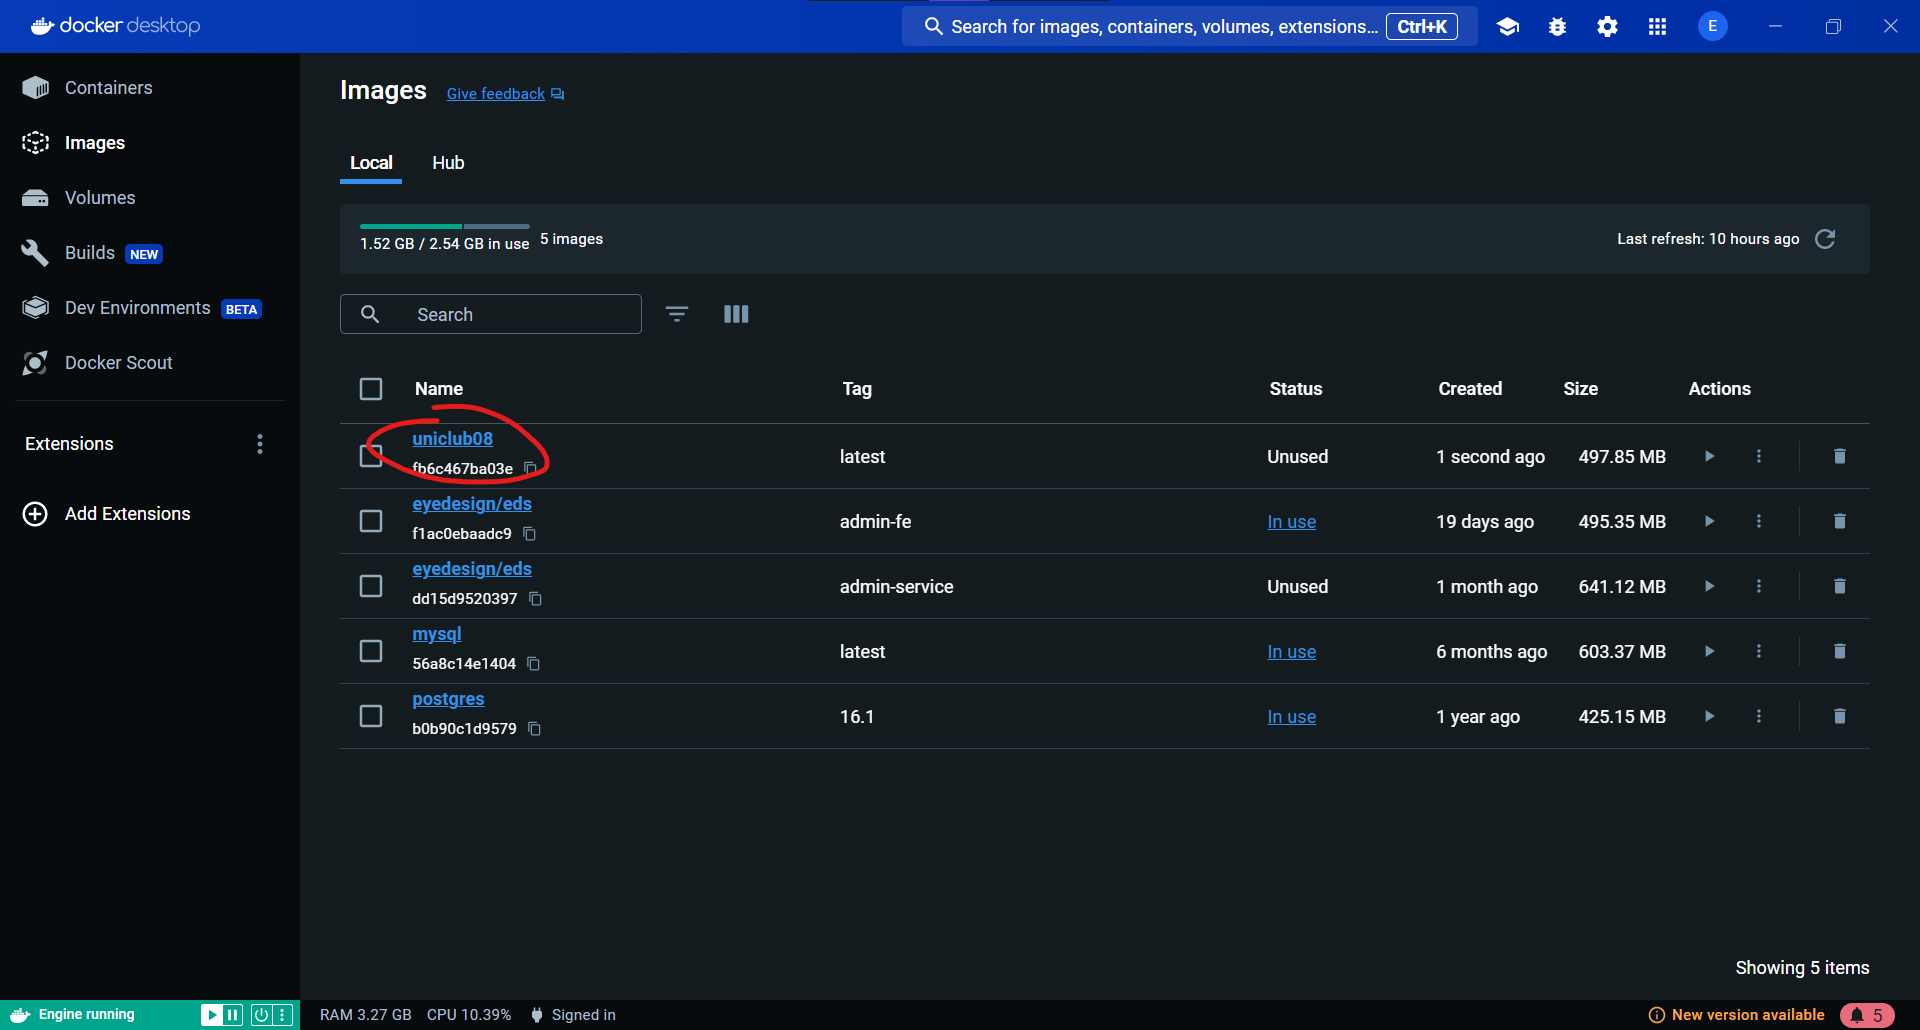 docker desktop
Search for images, containers, volumes, extensions... Ctrl+K
E
Containers
Images
Volumes
Builds NEW
Dev Environments BETA
Docker Scout
Extensions
Add Extensions
Images Give feedback
Local Hub
1.52 GB / 2.54 GB in use 5 images
Last refresh: 10 hours ago
Search
Name Tag Status Created Size Actions
uniclub08
fb6c467ba03e
latest Unused 1 second ago 497.85 MB
eyedesign/eds
f1ac0ebaadc9
admin-fe In use 19 days ago 495.35 MB
eyedesign/eds
dd15d9520397
admin-service Unused 1 month ago 641.12 MB
mysql
56a8c14e1404
latest In use 6 months ago 603.37 MB
postgres
b0b90c1d9579
16.1 In use 1 year ago 425.15 MB
Showing 5 items
Engine running
RAM 3.27 GB CPU 10.39% Signed in
New version available 5